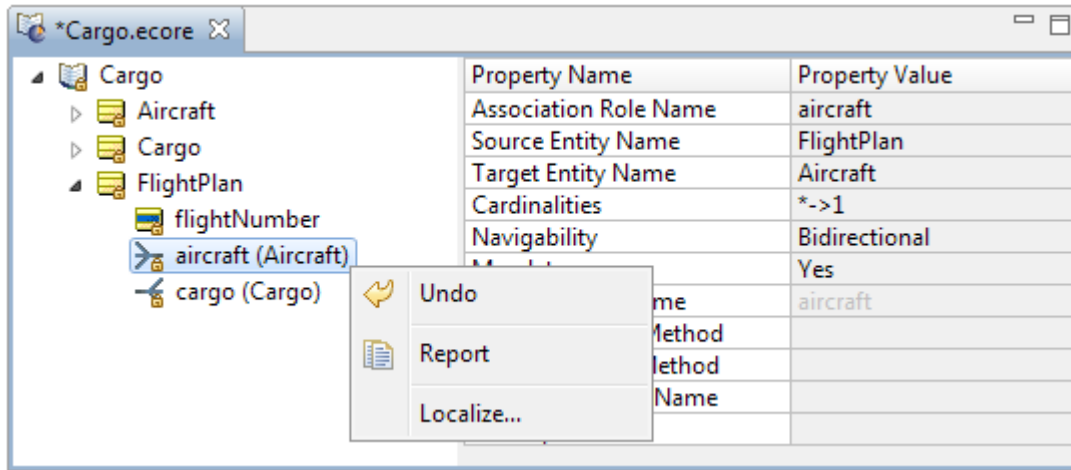 *Cargo.ecore
Cargo
Aircraft
Cargo
FlightPlan
flightNumber
aircraft (Aircraft)
cargo (Cargo)
Property Name Property Value
Association Role Name aircraft
Source Entity Name FlightPlan
Target Entity Name Aircraft
Cardinalities *->1
Navigability Bidirectional
Yes
me aircraft
Method
Method
Name
Undo
Report
Localize...